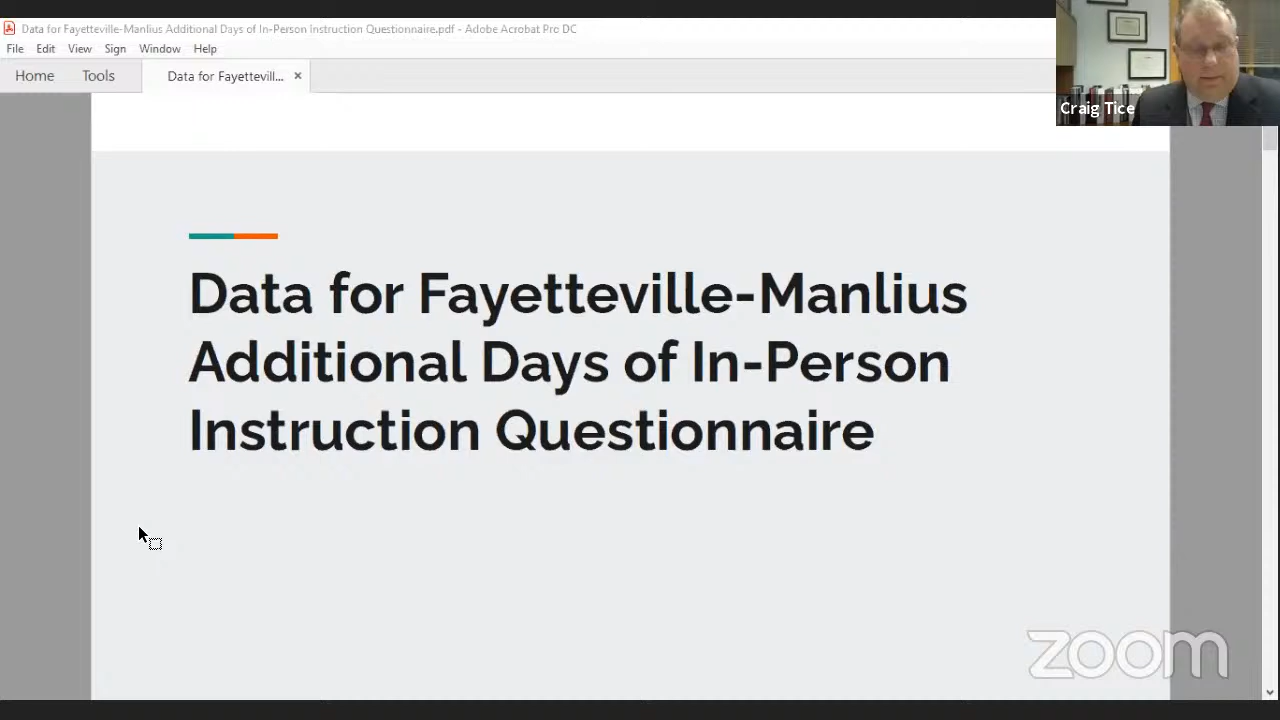 Data for Fayetteville-Manlius Additional Days of In-Person Instruction Questionnaire.pdf - Adobe Acrobat Pro DC
File Edit View Sign Window Help
Home Tools Data for Fayettevill... ×
Craig Tice
Data for Fayetteville-Manlius
Additional Days of In-Person
Instruction Questionnaire
zoom